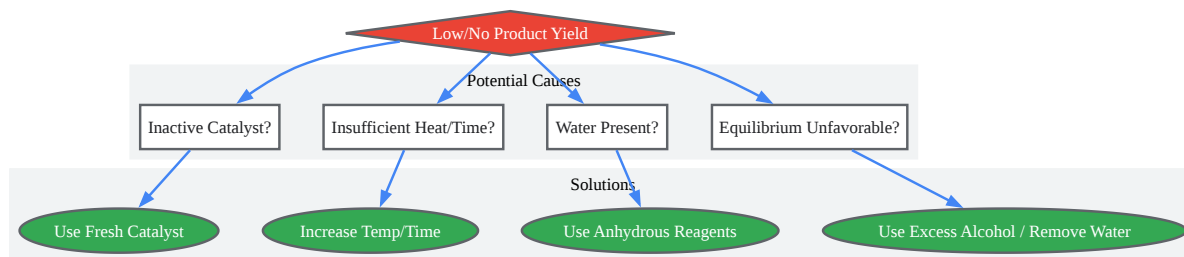 Low/No Product Yield
Potential Causes
Inactive Catalyst?
Insufficient Heat/Time?
Water Present?
Equilibrium Unfavorable?
Solutions
Use Fresh Catalyst
Increase Temp/Time
Use Anhydrous Reagents
Use Excess Alcohol / Remove Water